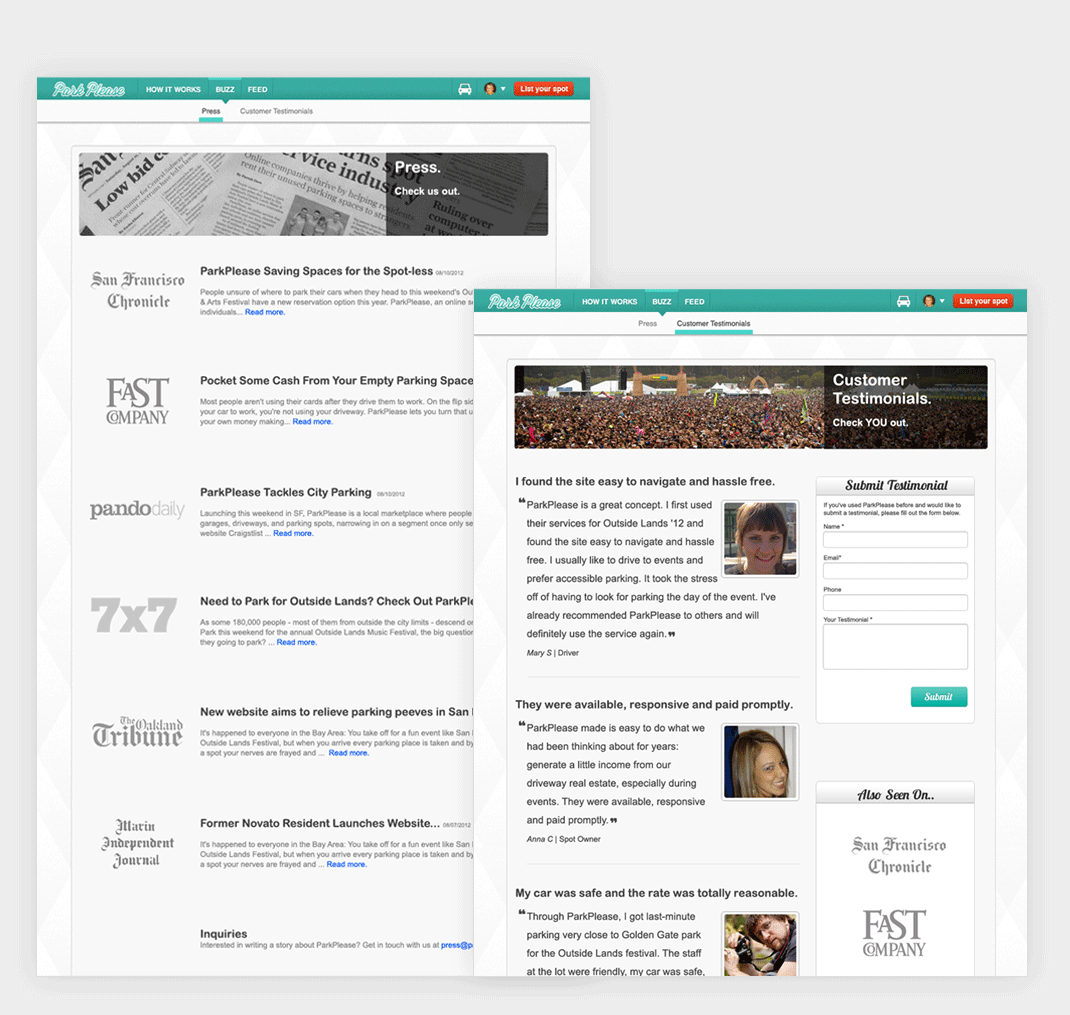 Park Please
HOW IT WORKS
BUZZ
FEED
List your spot
Press
Customer Testimonials
San
Low bid co
Online companies thrive by helping residents,
rent their unused parking spaces to strangers
Ruling over
computer
Press.
Check us out.
San Francisco
Chronicle
ParkPlease Saving Spaces for the Spot-less 08/10/2012
People unsure of where to park their cars when they head to this weekend's Ou
& Arts Festival have a new reservation option this year. ParkPlease, an online s
individuals... Read more.
FAST
COMPANY
Pocket Some Cash From Your Empty Parking Space
Most people aren't using their cards after they drive them to work. On the flip sid
your car to work, you're not using your driveway. ParkPlease lets you turn that u
your own money making... Read more.
pandodaily
ParkPlease Tackles City Parking 08/10/2012
Launching this weekend in SF, ParkPlease is a local marketplace where people
garages, driveways, and parking spots, narrowing in on a segment once only se
website Craigstlist ... Read more.
7x7
Need to Park for Outside Lands? Check Out ParkPle
As some 180,000 people - most of them from outside the city limits - descend o
Park this weekend for the annual Outside Lands Music Festival, the big question
they going to park? ... Read more.
The Oakland
Tribune
New website aims to relieve parking peeves in San
It's happened to everyone in the Bay Area: You take off for a fun event like San
Outside Lands Festival, but when you arrive every parking place is taken and by
a spot your nerves are frayed and ... Read more.
Marin
Independent
Journal
Former Novato Resident Launches Website... 08/07/2012
It's happened to everyone in the Bay Area: You take off for a fun event like San
Outside Lands Festival, but when you arrive every parking place is taken and by
a spot your nerves are frayed and ... Read more.
Inquiries
Interested in writing a story about ParkPlease? Get in touch with us at press@p
Park Please
HOW IT WORKS
BUZZ
FEED
List your spot
Press
Customer Testimonials
Customer
Testimonials.
Check YOU out.
I found the site easy to navigate and hassle free.
❝ParkPlease is a great concept. I first used
their services for Outside Lands '12 and
found the site easy to navigate and hassle
free. I usually like to drive to events and
prefer accessible parking. It took the stress
off of having to look for parking the day of the event. I've
already recommended ParkPlease to others and will
definitely use the service again.❞
Mary S | Driver
They were available, responsive and paid promptly.
❝ParkPlease made is easy to do what we
had been thinking about for years:
generate a little income from our
driveway real estate, especially during
events. They were available, responsive
and paid promptly.❞
Anna C | Spot Owner
My car was safe and the rate was totally reasonable.
❝Through ParkPlease, I got last-minute
parking very close to Golden Gate park
for the Outside Lands festival. The staff
at the lot were friendly, my car was safe,
Submit Testimonial
If you've used ParkPlease before and would like to
submit a testimonial, please fill out the form below.
Name *
Email*
Phone
Your Testimonial *
Submit
Also Seen On..
San Francisco
Chronicle
FAST
COMPANY